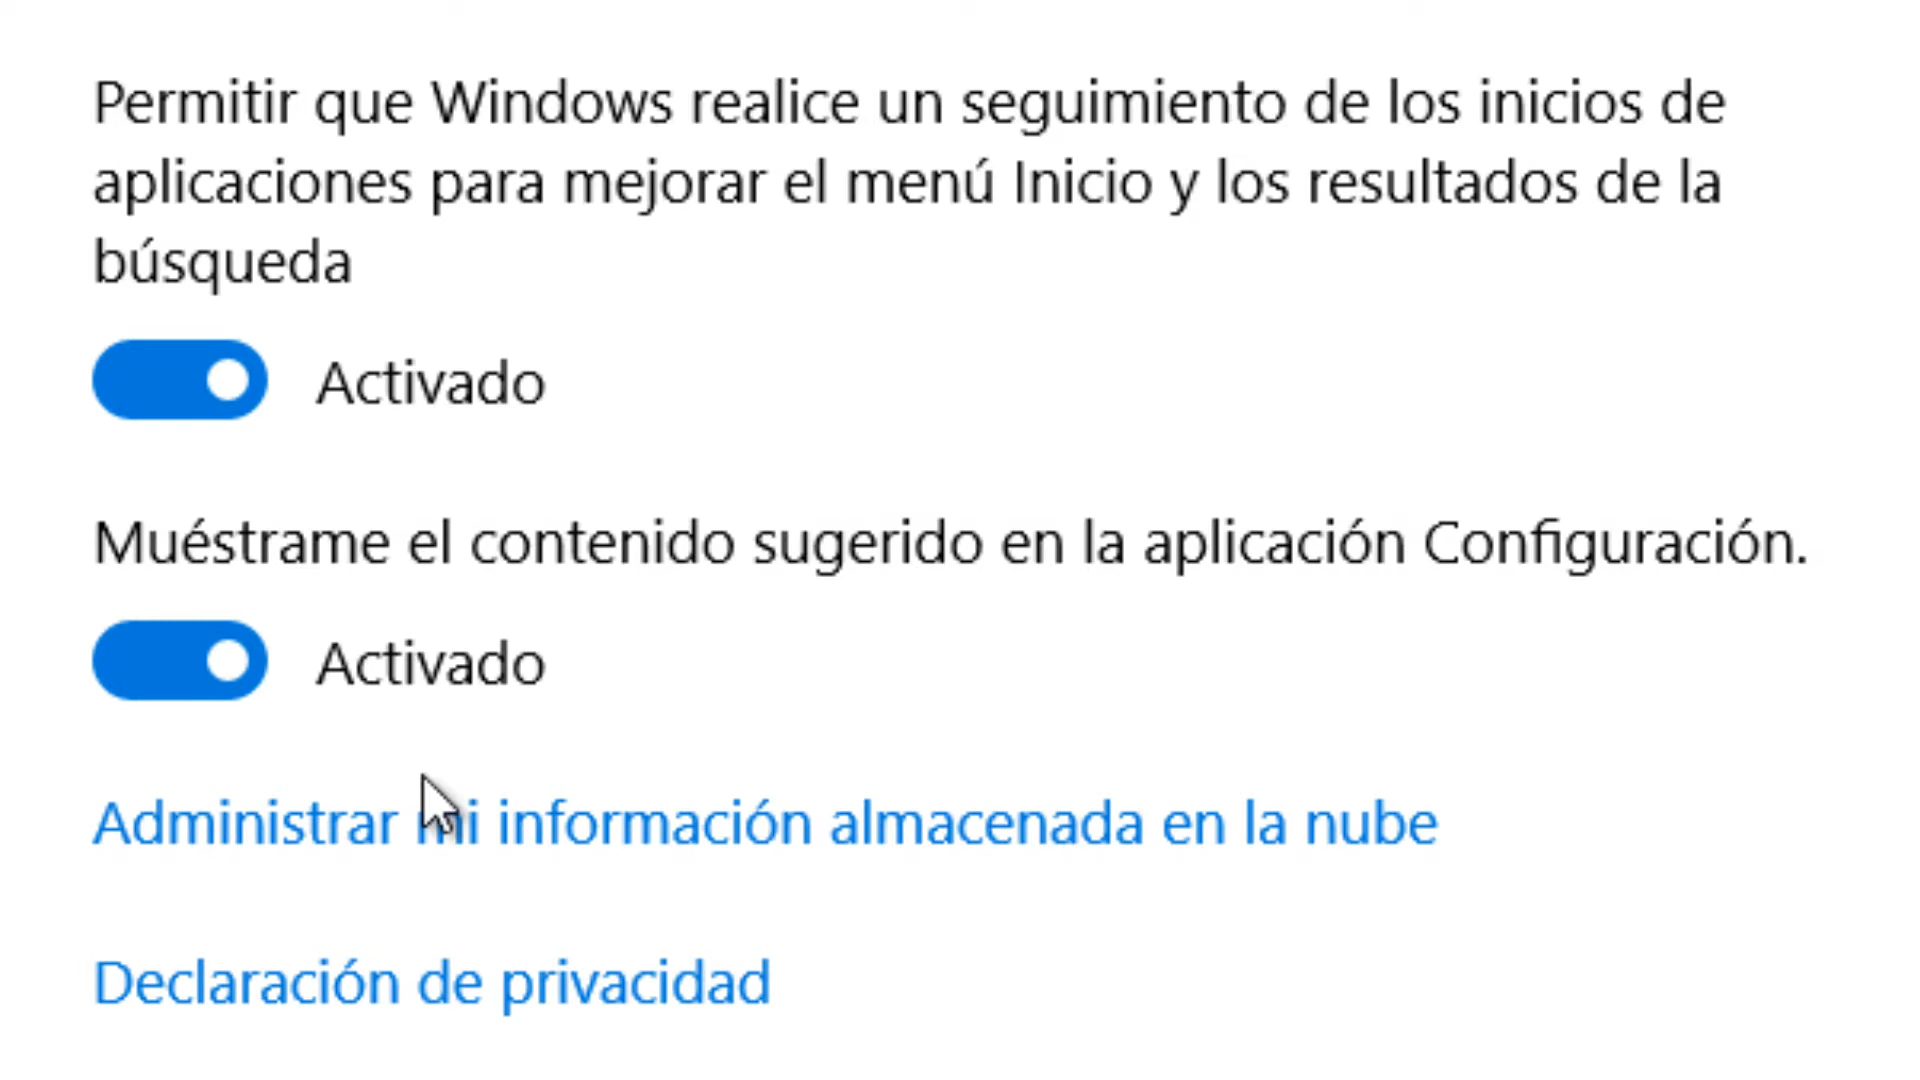 Permitir que Windows realice un seguimiento de los inicios de
aplicaciones para mejorar el menú Inicio y los resultados de la
búsqueda
Activado
Muéstrame el contenido sugerido en la aplicación Configuración.
Activado
Administrar mi información almacenada en la nube
Declaración de privacidad